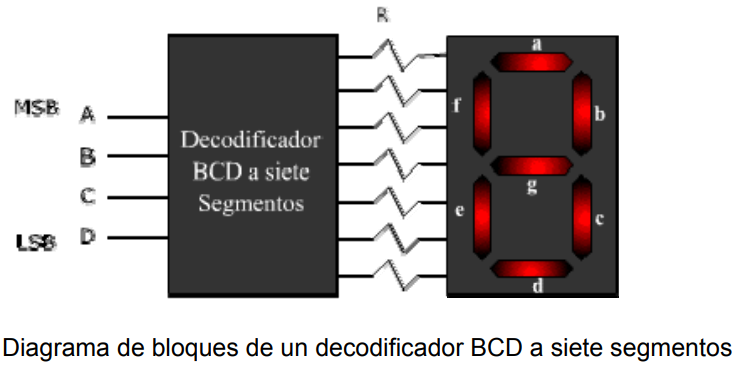 R
a
MSB A
f
b
Decodificador
B
BCD a siete
g
C
Segmentos
e
c
LSB D
d
Diagrama de bloques de un decodificador BCD a siete segmentos